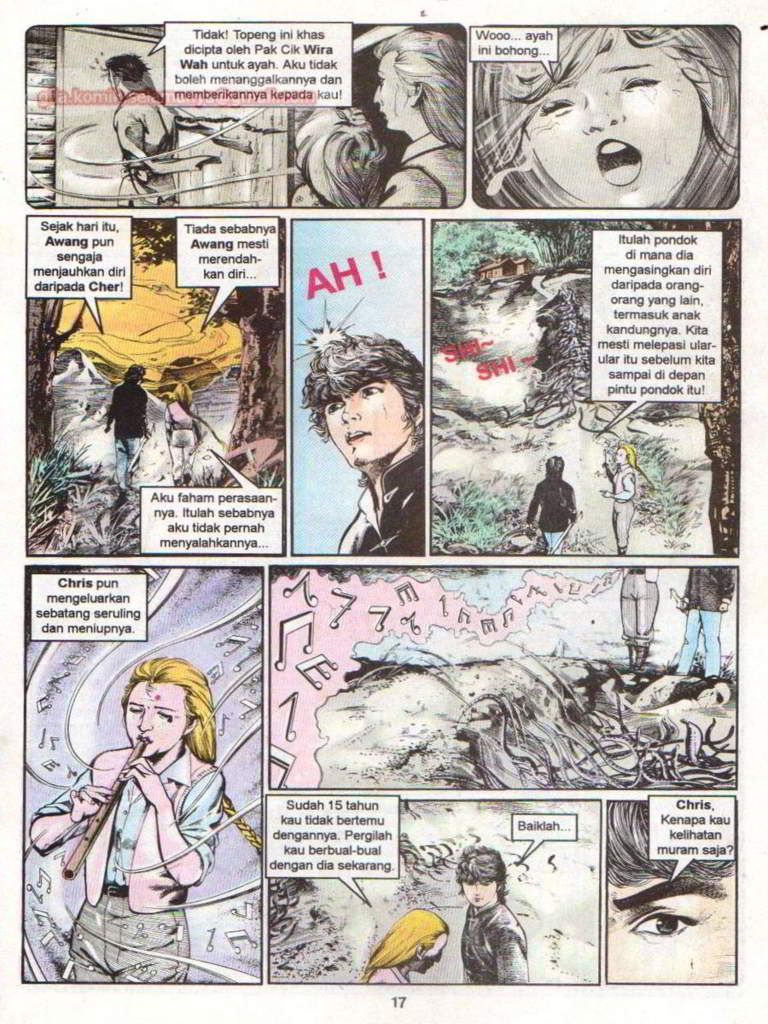 Tidak! Topeng ini khas
dicipta oleh Pak Cik Wira
Wah untuk ayah. Aku tidak
boleh menanggalkannya dan
memberikannya kepada kau!
Wooo... ayah
ini bohong...
Sejak hari itu,
Awang pun
sengaja
menjauhkan diri
daripada Cher!
Tiada sebabnya
Awang mesti
merendah-
kan diri...
Aku faham perasaan-
nya. Itulah sebabnya
aku tidak pernah
menyalahkannya...
AH !
Itulah pondok
di mana dia
mengasingkan diri
daripada orang-
orang yang lain,
termasuk anak
kandungnya. Kita
mesti melepasi ular-
ular itu sebelum kita
sampai di depan
pintu pondok itu!
SHI~
SHI~
Chris pun
mengeluarkan
sebatang seruling
dan meniupnya.
Sudah 15 tahun
kau tidak bertemu
dengannya. Pergilah
kau berbual-bual
dengan dia sekarang.
Baiklah...
Chris,
Kenapa kau
kelihatan
muram saja?
17